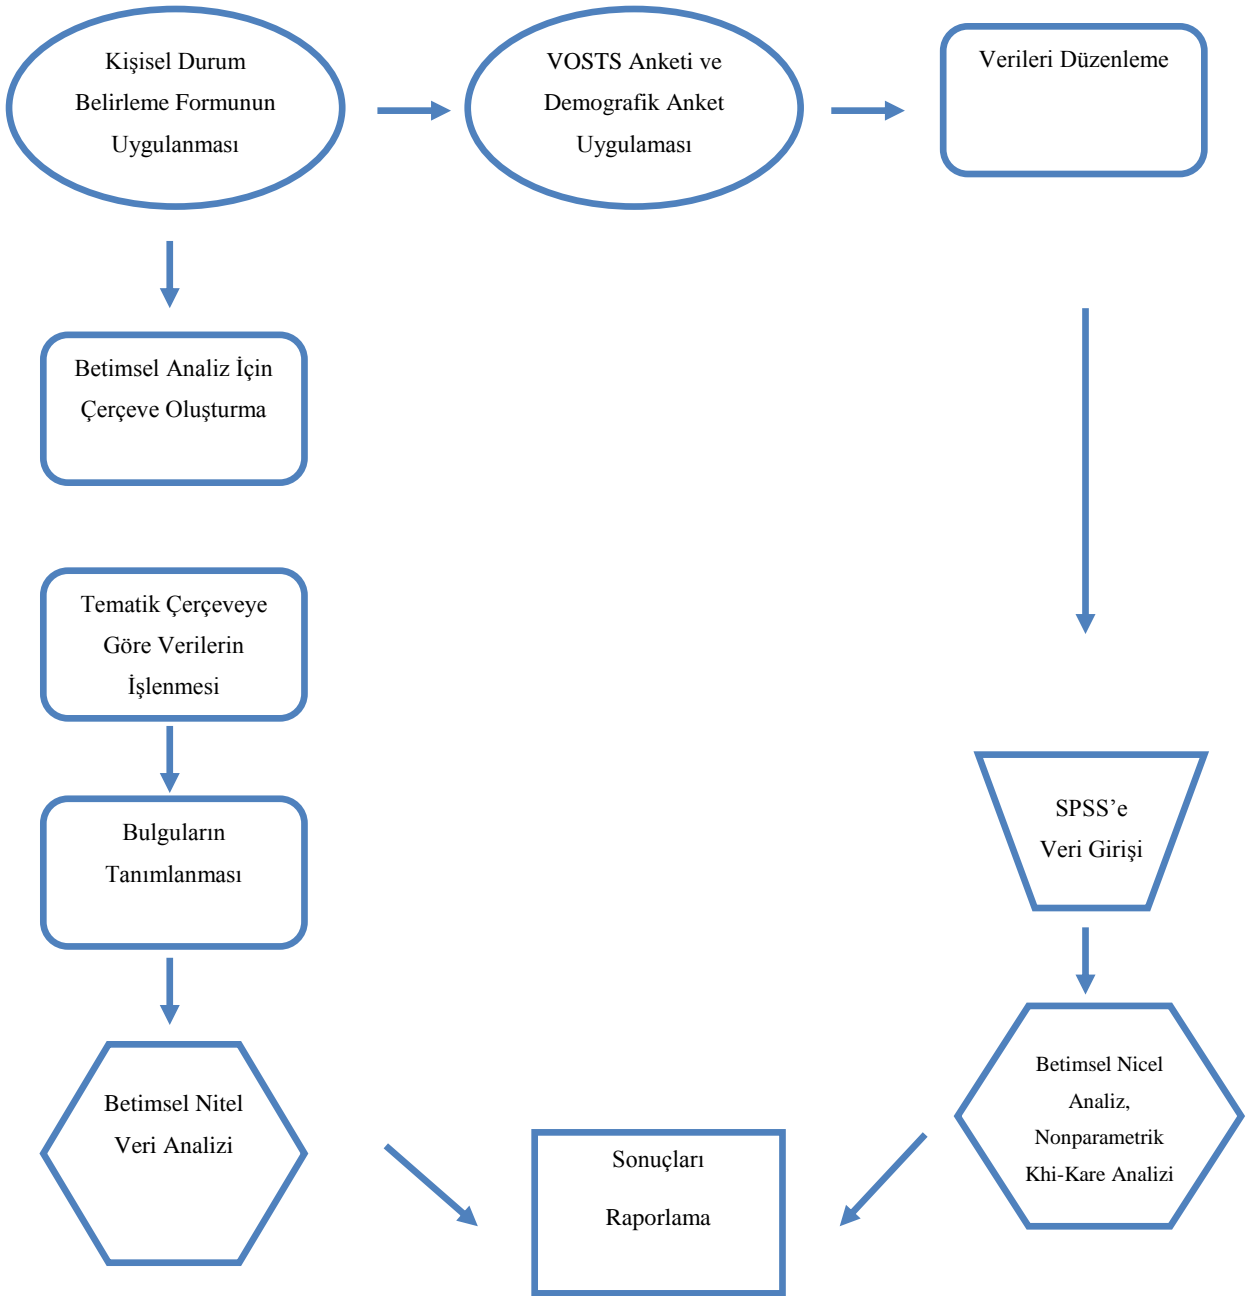 Kişisel Durum
Belirleme Formunun
Uygulanması
VOSTS Anketi ve
Demografik Anket
Uygulaması
Verileri Düzenleme
Betimsel Analiz İçin
Çerçeve Oluşturma
Tematik Çerçeveye
Göre Verilerin
İşlenmesi
Bulguların
Tanımlanması
SPSS’e
Veri Girişi
Betimsel Nitel
Veri Analizi
Betimsel Nicel
Analiz,
Nonparametrik
Khi-Kare Analizi
Sonuçları
Raporlama